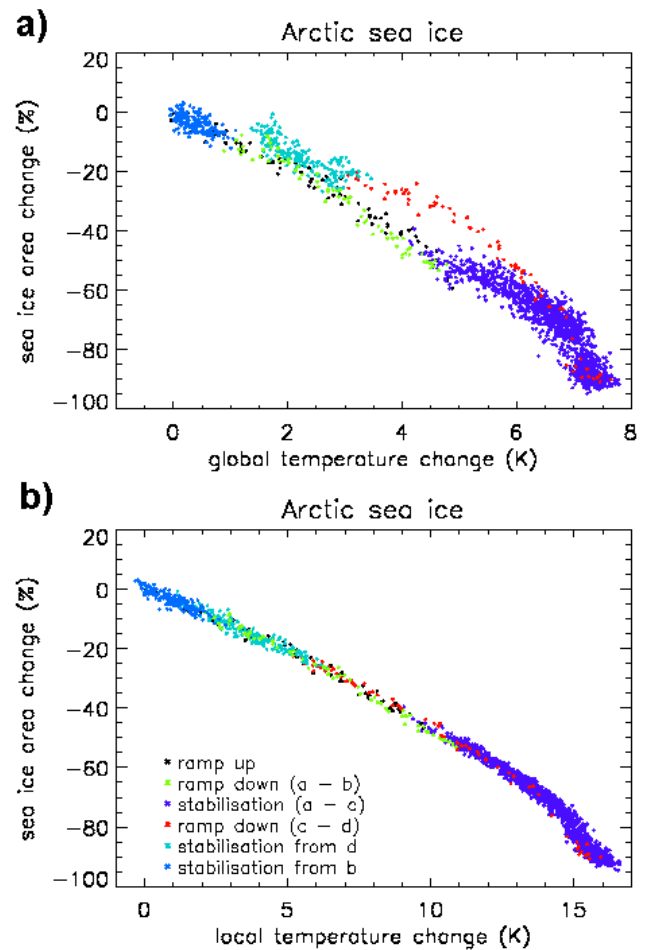 a)
Arctic sea ice
20
0
−20
−40
−60
−80
−100
sea ice area change (%)
0 2 4 6 8
global temperature change (K)
b)
Arctic sea ice
20
0
−20
−40
−60
−80
−100
sea ice area change (%)
ramp up
ramp down (a − b)
stabilisation (a − c)
ramp down (c − d)
stabilisation from d
stabilisation from b
0 5 10 15
local temperature change (K)